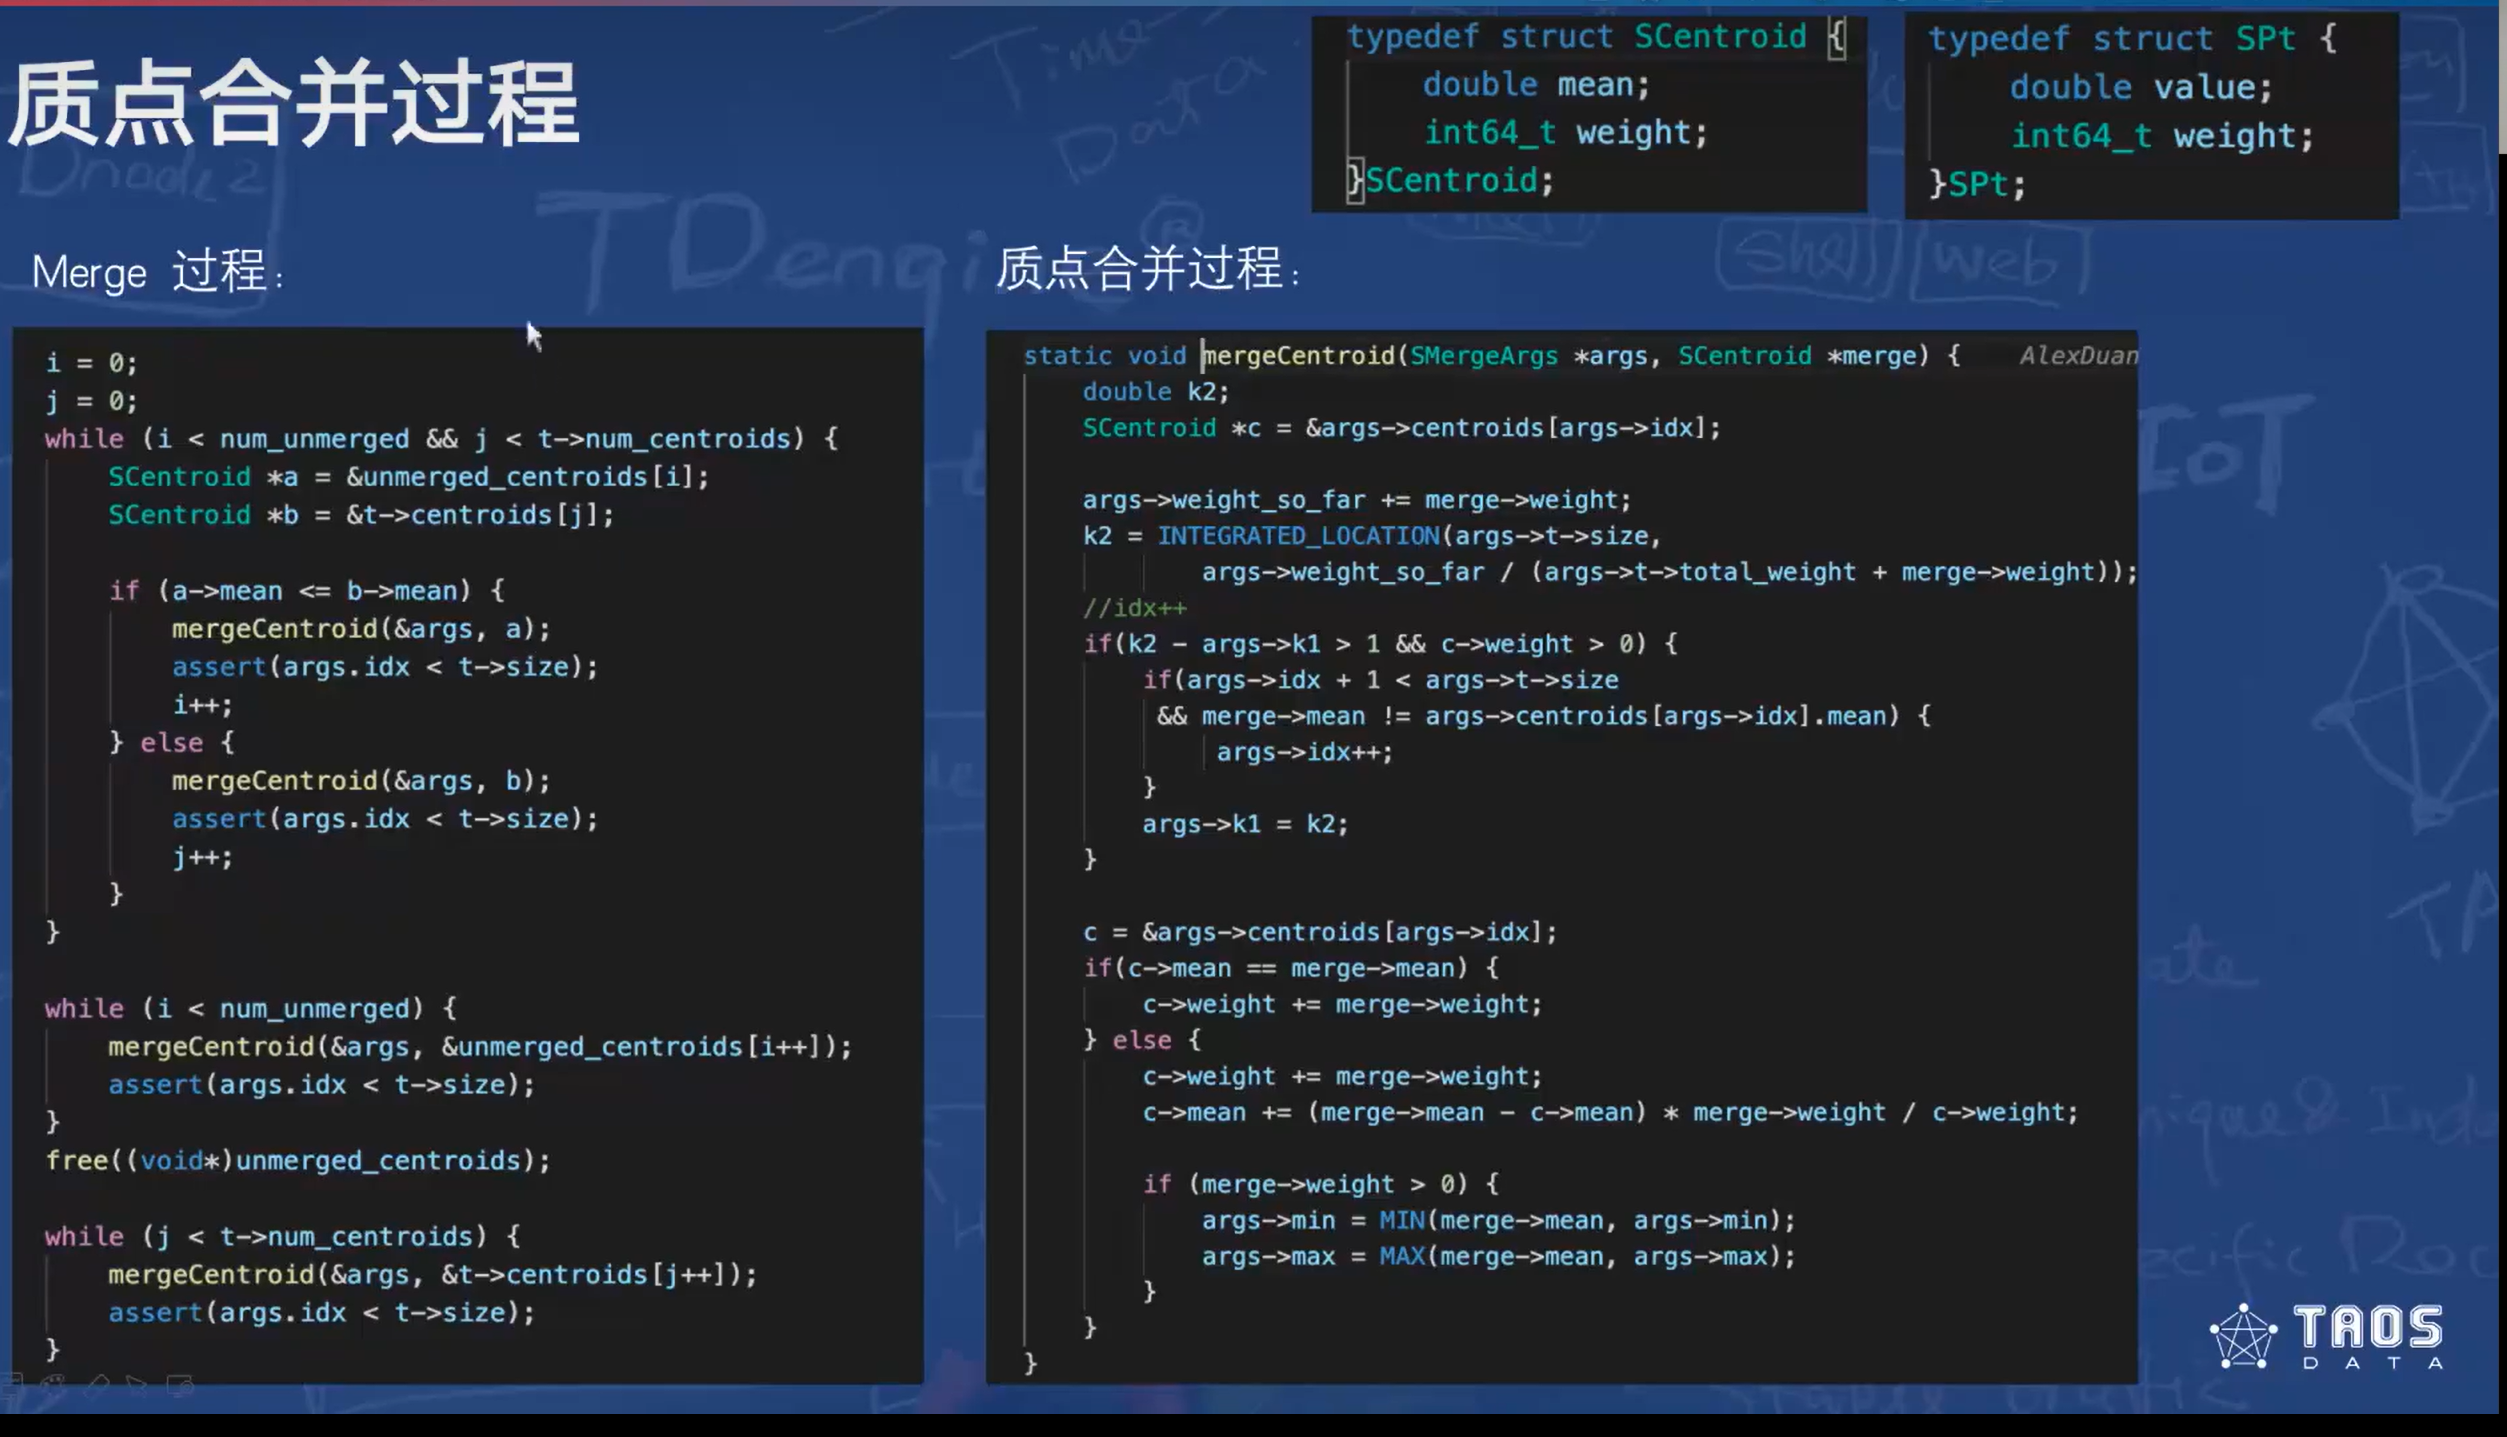 质点合并过程
typedef struct SCentroid {
    double mean;
    int64_t weight;
}SCentroid;
typedef struct SPt {
    double value;
    int64_t weight;
}SPt;
Merge 过程：
i = 0;
j = 0;
while (i < num_unmerged && j < t->num_centroids) {
    SCentroid *a = &unmerged_centroids[i];
    SCentroid *b = &t->centroids[j];
    if (a->mean <= b->mean) {
        mergeCentroid(&args, a);
        assert(args.idx < t->size);
        i++;
    } else {
        mergeCentroid(&args, b);
        assert(args.idx < t->size);
        j++;
    }
}
while (i < num_unmerged) {
    mergeCentroid(&args, &unmerged_centroids[i++]);
    assert(args.idx < t->size);
}
free((void*)unmerged_centroids);
while (j < t->num_centroids) {
    mergeCentroid(&args, &t->centroids[j++]);
    assert(args.idx < t->size);
}
质点合并过程：
static void mergeCentroid(SMergeArgs *args, SCentroid *merge) {    AlexDuan
    double k2;
    SCentroid *c = &args->centroids[args->idx];
    args->weight_so_far += merge->weight;
    k2 = INTEGRATED_LOCATION(args->t->size,
            args->weight_so_far / (args->t->total_weight + merge->weight));
    //idx++
    if(k2 - args->k1 > 1 && c->weight > 0) {
        if(args->idx + 1 < args->t->size
         && merge->mean != args->centroids[args->idx].mean) {
             args->idx++;
        }
        args->k1 = k2;
    }
    c = &args->centroids[args->idx];
    if(c->mean == merge->mean) {
        c->weight += merge->weight;
    } else {
        c->weight += merge->weight;
        c->mean += (merge->mean - c->mean) * merge->weight / c->weight;
        if (merge->weight > 0) {
            args->min = MIN(merge->mean, args->min);
            args->max = MAX(merge->mean, args->max);
        }
    }
}
Time
Data
Dnode2
TDengi
Shell
Web
IoT
TAOS
DATA